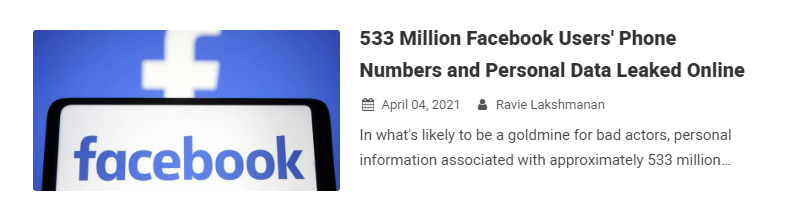 facebook
533 Million Facebook Users' Phone
Numbers and Personal Data Leaked Online
April 04, 2021 Ravie Lakshmanan
In what's likely to be a goldmine for bad actors, personal
information associated with approximately 533 million...